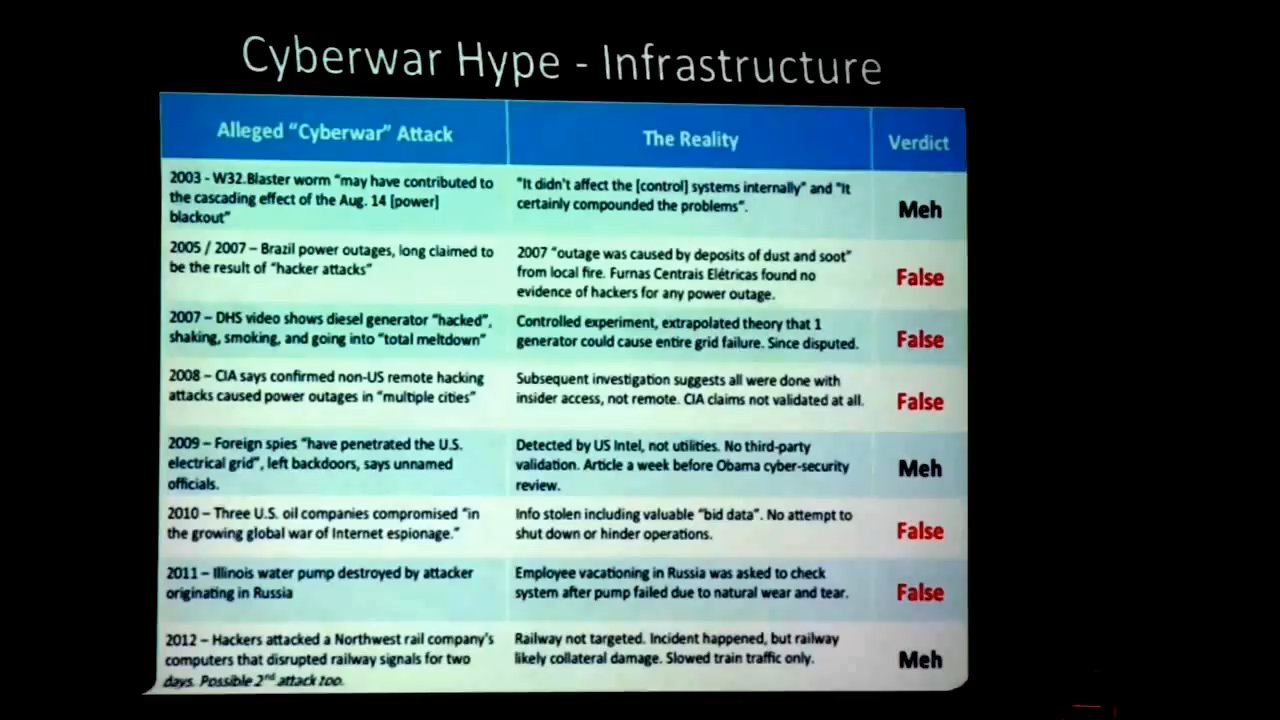 Cyberwar Hype - Infrastructure
Alleged “Cyberwar” Attack
The Reality
Verdict
2003 - W32.Blaster worm “may have contributed to
the cascading effect of the Aug. 14 [power]
blackout”
"It didn't affect the [control] systems internally" and "It
certainly compounded the problems".
Meh
2005 / 2007 – Brazil power outages, long claimed to
be the result of “hacker attacks”
2007 “outage was caused by deposits of dust and soot”
from local fire. Furnas Centrais Elétricas found no
evidence of hackers for any power outage.
False
2007 – DHS video shows diesel generator “hacked”,
shaking, smoking, and going into “total meltdown”
Controlled experiment, extrapolated theory that 1
generator could cause entire grid failure. Since disputed.
False
2008 – CIA says confirmed non-US remote hacking
attacks caused power outages in “multiple cities”
Subsequent investigation suggests all were done with
insider access, not remote. CIA claims not validated at all.
False
2009 – Foreign spies “have penetrated the U.S.
electrical grid”, left backdoors, says unnamed
officials.
Detected by US Intel, not utilities. No third-party
validation. Article a week before Obama cyber-security
review.
Meh
2010 – Three U.S. oil companies compromised “in
the growing global war of Internet espionage.”
Info stolen including valuable “bid data”. No attempt to
shut down or hinder operations.
False
2011 – Illinois water pump destroyed by attacker
originating in Russia
Employee vacationing in Russia was asked to check
system after pump failed due to natural wear and tear.
False
2012 – Hackers attacked a Northwest rail company's
computers that disrupted railway signals for two
days. Possible 2nd attack too.
Railway not targeted. Incident happened, but railway
likely collateral damage. Slowed train traffic only.
Meh